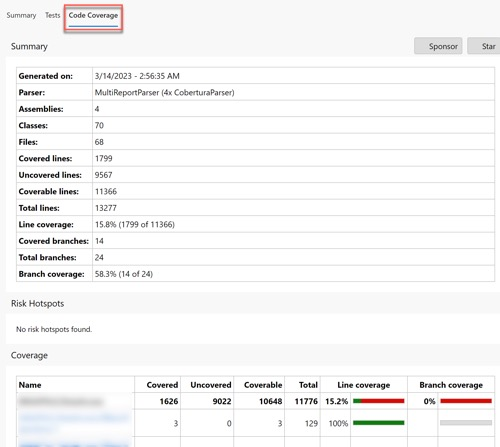 Summary Tests Code Coverage
Summary Sponsor Star
Generated on: 3/14/2023 - 2:56:35 AM
Parser: MultiReportParser (4x CoberturaParser)
Assemblies: 4
Classes: 70
Files: 68
Covered lines: 1799
Uncovered lines: 9567
Coverable lines: 11366
Total lines: 13277
Line coverage: 15.8% (1799 of 11366)
Covered branches: 14
Total branches: 24
Branch coverage: 58.3% (14 of 24)
Risk Hotspots
No risk hotspots found.
Coverage
Name Covered Uncovered Coverable Total Line coverage Branch coverage
1626 9022 10648 11776 15.2% 0%
3 0 3 129 100%